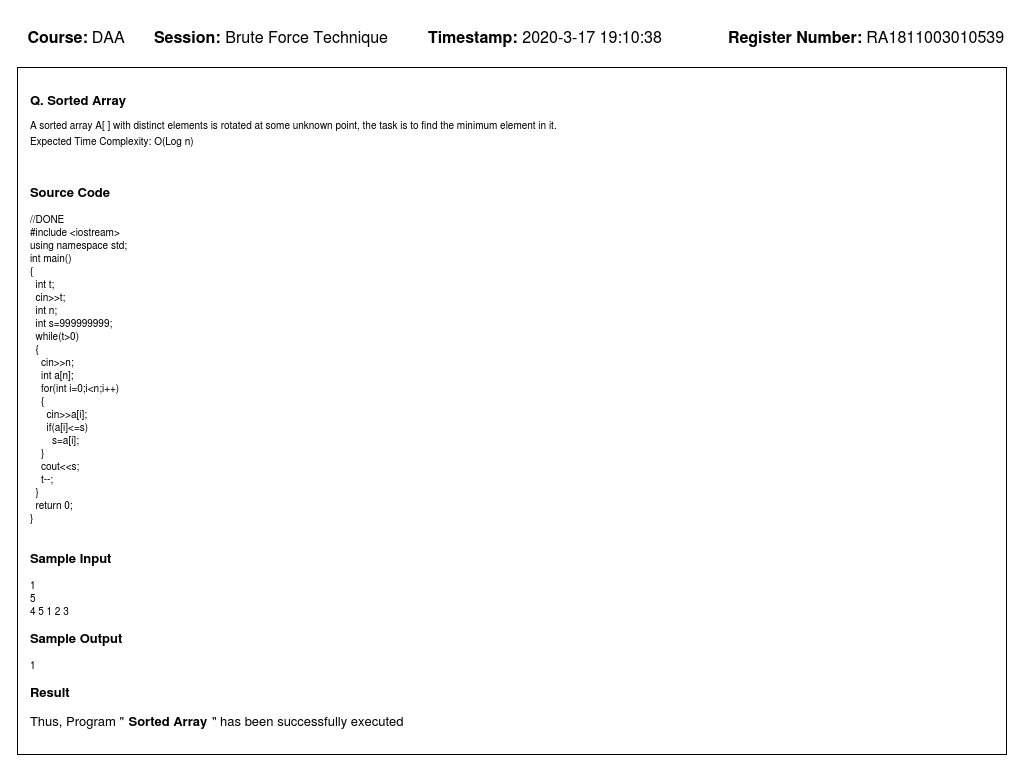 Course: DAA Session: Brute Force Technique Timestamp: 2020-3-17 19:10:38 Register Number: RA1811003010539
Q. Sorted Array
A sorted array A[ ] with distinct elements is rotated at some unknown point, the task is to find the minimum element in it.
Expected Time Complexity: O(Log n)
Source Code
//DONE
#include <iostream>
using namespace std;
int main()
{
  int t;
  cin>>t;
  int n;
  int s=999999999;
  while(t>0)
  {
    cin>>n;
    int a[n];
    for(int i=0;i<n;i++)
    {
      cin>>a[i];
      if(a[i]<=s)
        s=a[i];
    }
    cout<<s;
    t--;
  }
  return 0;
}
Sample Input
1
5
4 5 1 2 3
Sample Output
1
Result
Thus, Program " Sorted Array " has been successfully executed